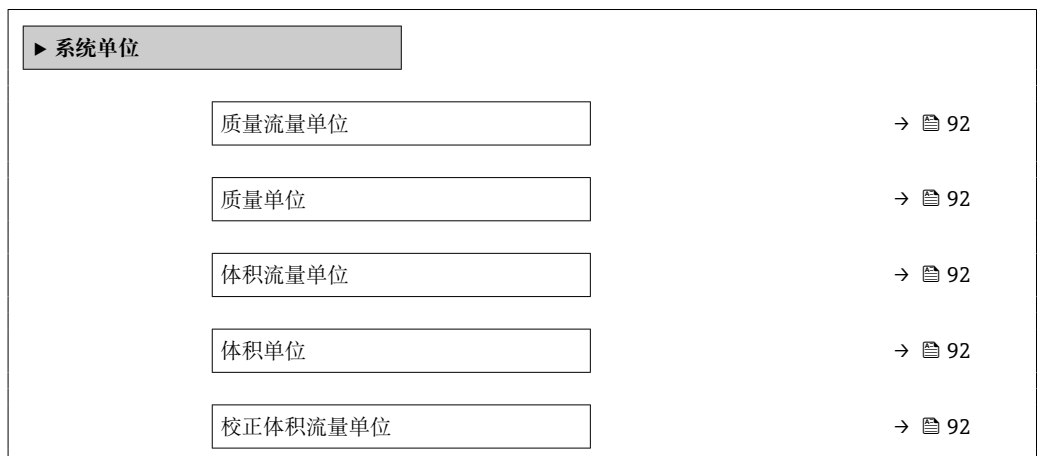 ▶ 系统单位
质量流量单位 → 🖹 92
质量单位 → 🖹 92
体积流量单位 → 🖹 92
体积单位 → 🖹 92
校正体积流量单位 → 🖹 92